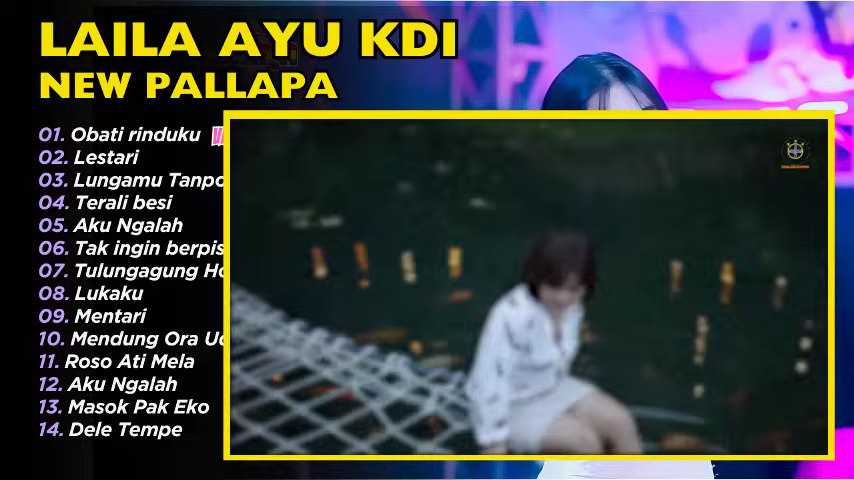 LAILA AYU KDI
NEW PALLAPA
01. Obati rinduku
02. Lestari
03. Lungamu Tanpo
04. Terali besi
05. Aku Ngalah
06. Tak ingin berpis
07. Tulungagung Ho
08. Lukaku
09. Mentari
10. Mendung Ora Ud
11. Roso Ati Mela
12. Aku Ngalah
13. Masok Pak Eko
14. Dele Tempe